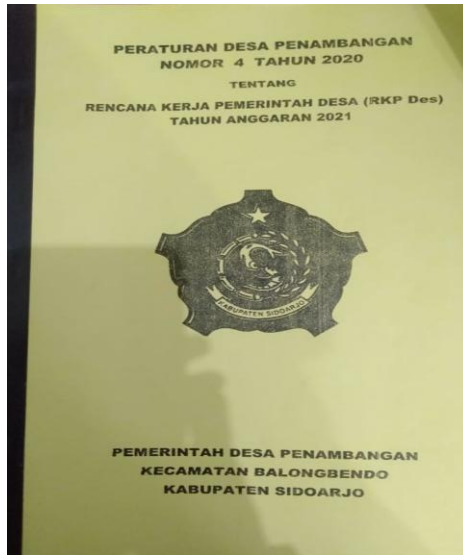 PERATURAN DESA PENAMBANGAN
NOMOR 4 TAHUN 2020
TENTANG
RENCANA KERJA PEMERINTAH DESA (RKP Des)
TAHUN ANGGARAN 2021
KABUPATEN SIDOARJO
PEMERINTAH DESA PENAMBANGAN
KECAMATAN BALONGBENDO
KABUPATEN SIDOARJO